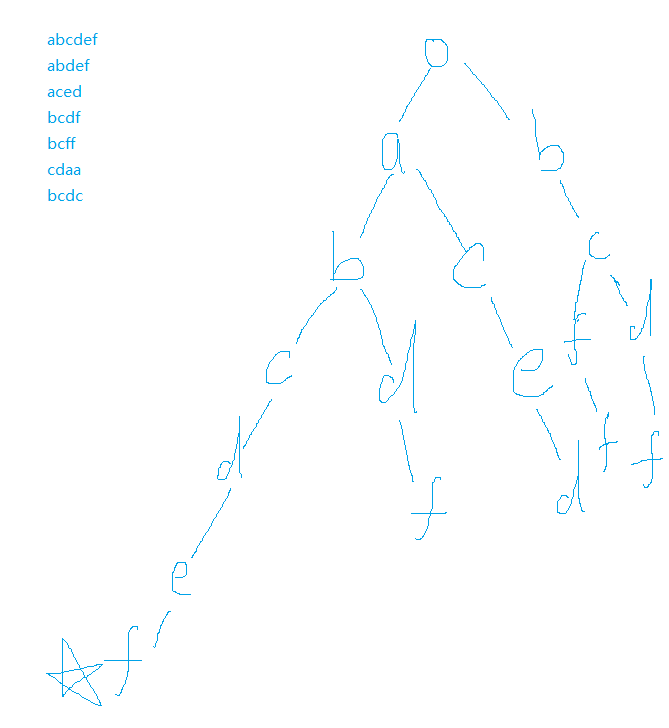 abcdef
abdef
aced
bcdf
bcff
cdaa
bcdc
0
a b
b c c
c d e f d
d f d f f
e
f